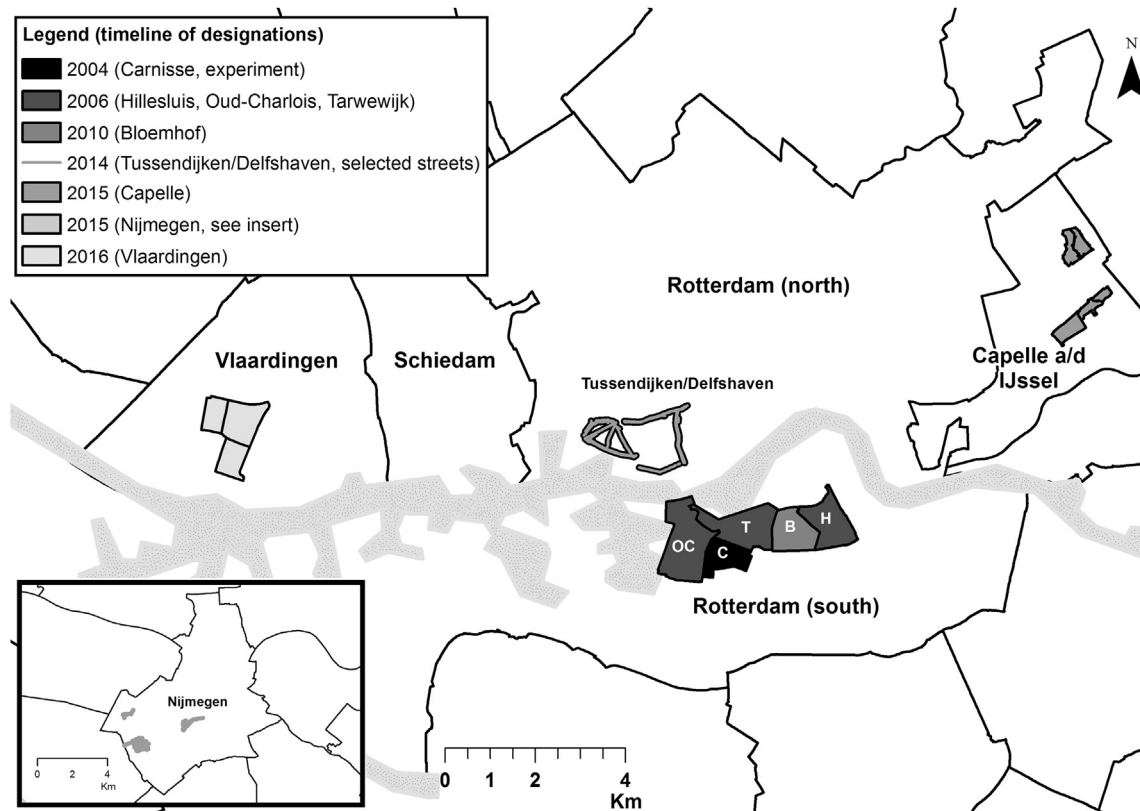 Legend (timeline of designations)
2004 (Carnisse, experiment)
2006 (Hillesluis, Oud-Charlois, Tarwewijk)
2010 (Bloemhof)
2014 (Tussendijken/Delfshaven, selected streets)
2015 (Capelle)
2015 (Nijmegen, see insert)
2016 (Vlaardingen)
N
Rotterdam (north)
Vlaardingen
Schiedam
Capelle a/d
IJssel
Tussendijken/Delfshaven
OC
C
T
B
H
Rotterdam (south)
Nijmegen
0 2 4
Km
0 1 2 4
Km